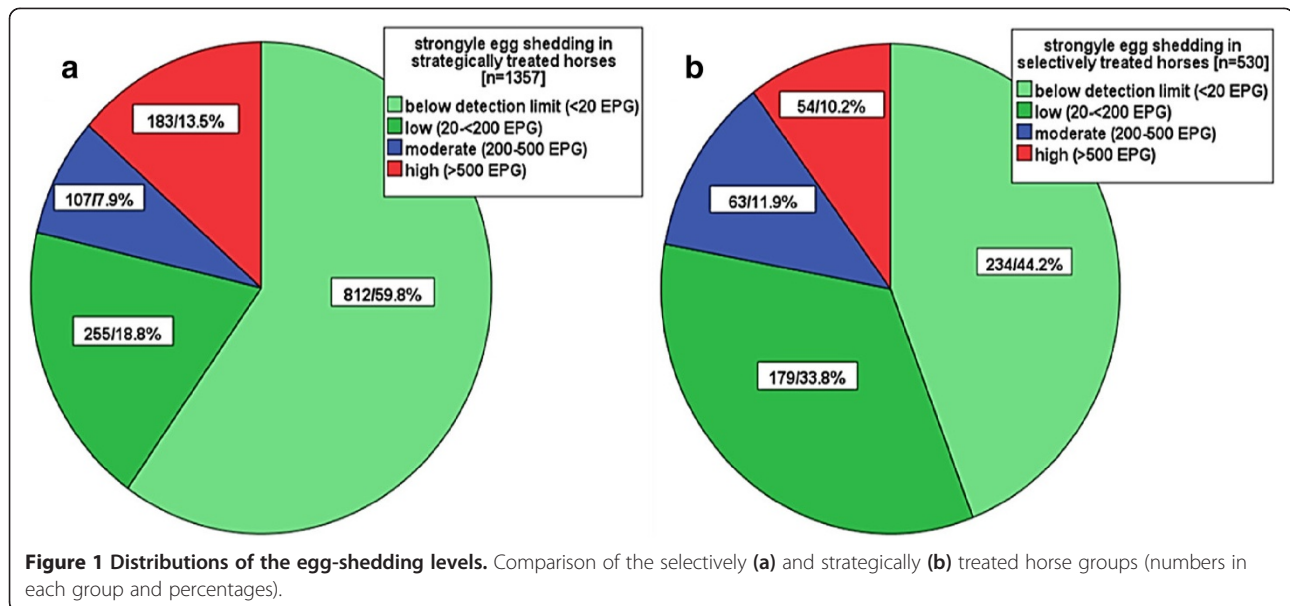 a
strongyle egg shedding in
strategically treated horses
[n=1357]
below detection limit (<20 EPG)
low (20-<200 EPG)
moderate (200-500 EPG)
high (>500 EPG)
183/13.5%
107/7.9%
812/59.8%
255/18.8%
b
strongyle egg shedding in
selectively treated horses [n=530]
below detection limit (<20 EPG)
low (20-<200 EPG)
moderate (200-500 EPG)
high (>500 EPG)
54/10.2%
63/11.9%
234/44.2%
179/33.8%
Figure 1 Distributions of the egg-shedding levels. Comparison of the selectively (a) and strategically (b) treated horse groups (numbers in
each group and percentages).